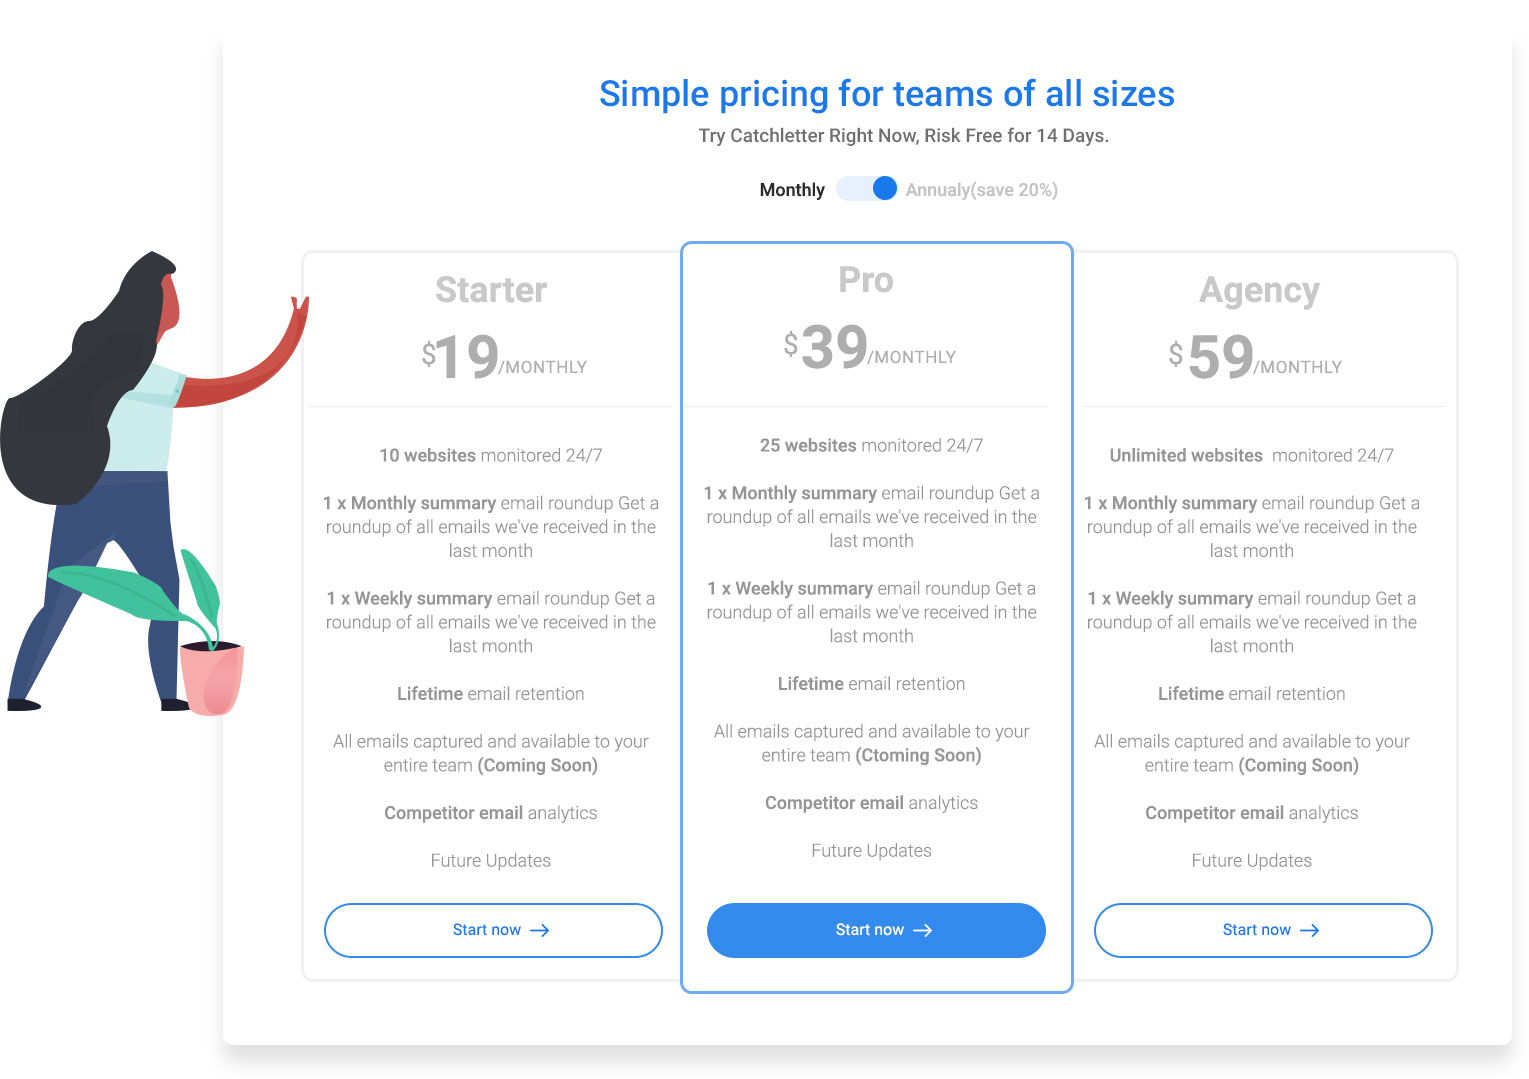 Simple pricing for teams of all sizes
Try Catchletter Right Now, Risk Free for 14 Days.
Monthly Annualy(save 20%)
Starter
$19/MONTHLY
10 websites monitored 24/7
1 x Monthly summary email roundup Get a
roundup of all emails we've received in the
last month
1 x Weekly summary email roundup Get a
roundup of all emails we've received in the
last month
Lifetime email retention
All emails captured and available to your
entire team (Coming Soon)
Competitor email analytics
Future Updates
Start now →
Pro
$39/MONTHLY
25 websites monitored 24/7
1 x Monthly summary email roundup Get a
roundup of all emails we've received in the
last month
1 x Weekly summary email roundup Get a
roundup of all emails we've received in the
last month
Lifetime email retention
All emails captured and available to your
entire team (Ctoming Soon)
Competitor email analytics
Future Updates
Start now →
Agency
$59/MONTHLY
Unlimited websites monitored 24/7
1 x Monthly summary email roundup Get a
roundup of all emails we've received in the
last month
1 x Weekly summary email roundup Get a
roundup of all emails we've received in the
last month
Lifetime email retention
All emails captured and available to your
entire team (Coming Soon)
Competitor email analytics
Future Updates
Start now →